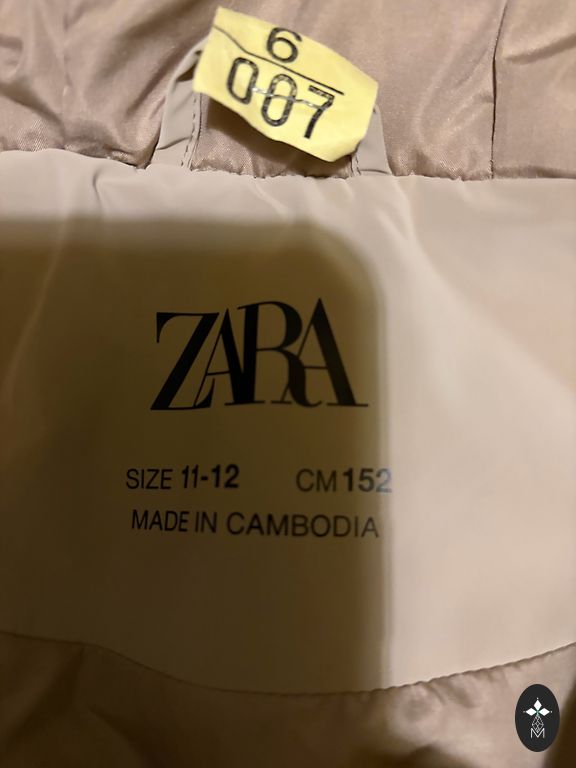 6
007
ZARA
SIZE 11-12 CM 152
MADE IN CAMBODIA
M